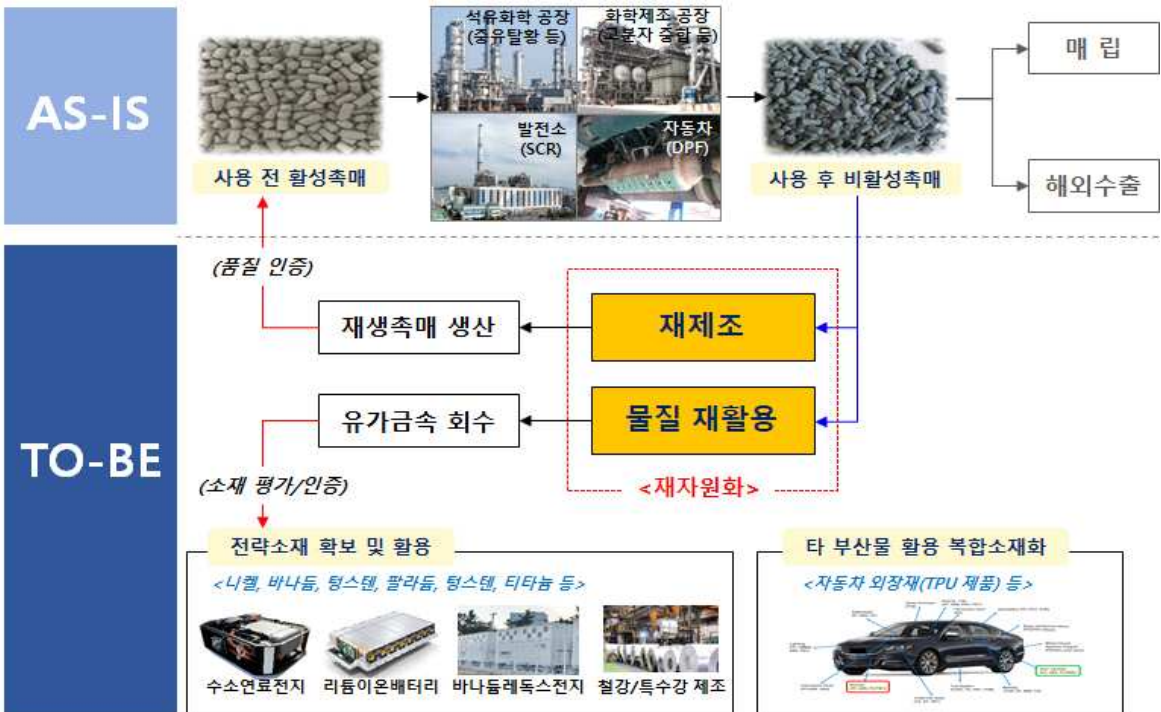 AS-IS
석유화학 공장
(중유탈황 등)
화학제조 공장
(고분자 중합 등)
발전소
(SCR)
자동차
(DPF)
사용 전 활성촉매
사용 후 비활성촉매
매 립
해외수출
TO-BE
(품질 인증)
재생촉매 생산
재제조
유가금속 회수
물질 재활용
(소재 평가/인증)
<재자원화>
전략소재 확보 및 활용
<니켈, 바나듐, 텅스텐, 팔라듐, 텅스텐, 티타늄 등>
수소연료전지
리튬이온배터리
바나듐레독스전지
철강/특수강 제조
타 부산물 활용 복합소재화
<자동차 외장재(TPU 제품) 등>